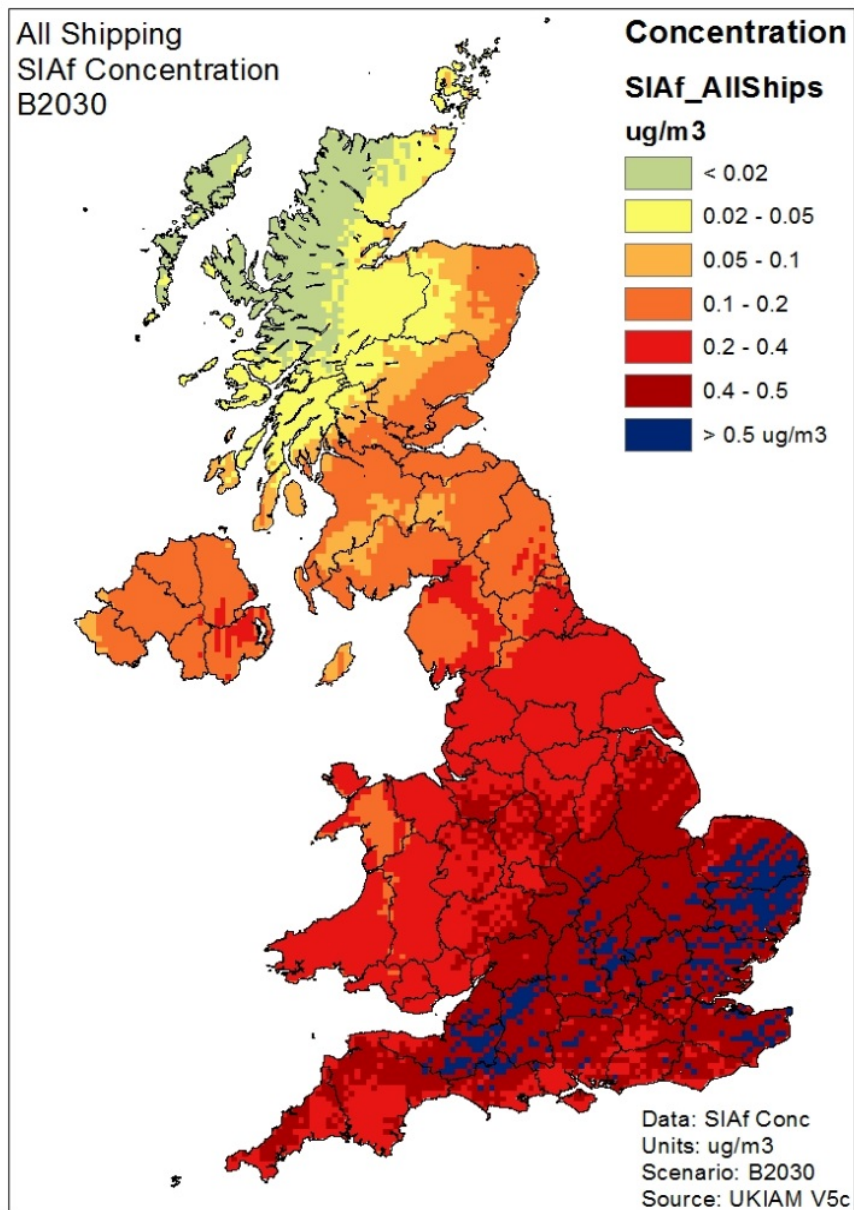 All Shipping
SIAf Concentration
B2030
Concentration
SIAf_AllShips
ug/m3
< 0.02
0.02 - 0.05
0.05 - 0.1
0.1 - 0.2
0.2 - 0.4
0.4 - 0.5
> 0.5 ug/m3
Data: SIAf Conc
Units: ug/m3
Scenario: B2030
Source: UKIAM V5c